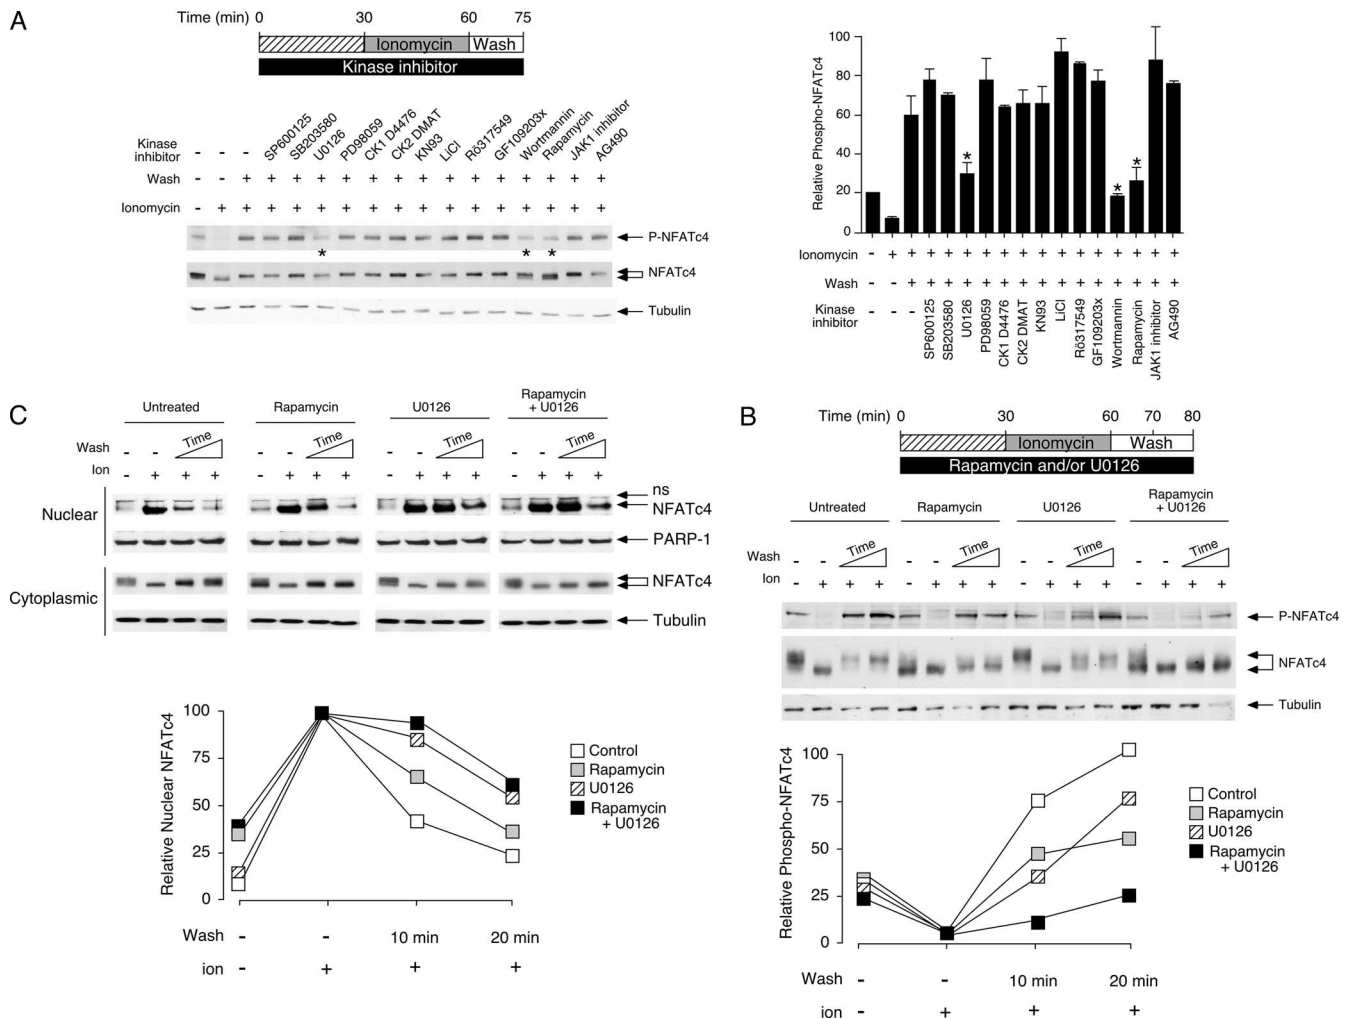 A
Time (min) 0 30 60 75
Ionomycin Wash
Kinase inhibitor
Kinase inhibitor - - - SP600125 SB203580 U0126 PD98059 CK1 D4476 CK2 DMAT KN93 LiCl Rö317549 GF109203x Wortmannin Rapamycin JAK1 inhibitor AG490
Wash - - + + + + + + + + + + + + + + +
Ionomycin - + + + + + + + + + + + + + + + +
P-NFATc4
* * *
NFATc4
Tubulin
Relative Phospho-NFATc4
100
80
60
40
20
0
* * *
Ionomycin - + + + + + + + + + + + + + + + +
Wash - - + + + + + + + + + + + + + + +
Kinase inhibitor - - - SP600125 SB203580 U0126 PD98059 CK1 D4476 CK2 DMAT KN93 LiCl Rö317549 GF109203x Wortmannin Rapamycin JAK1 inhibitor AG490
C
Untreated Rapamycin U0126 Rapamycin + U0126
Wash - - Time - - Time - - Time - - Time
Ion - + + + - + + + - + + + - + + +
Nuclear
ns
NFATc4
PARP-1
Cytoplasmic
NFATc4
Tubulin
Relative Nuclear NFATc4
100
75
50
25
0
Control
Rapamycin
U0126
Rapamycin
+ U0126
Wash - - 10 min 20 min
ion - + + +
B
Time (min) 0 30 60 70 80
Ionomycin Wash
Rapamycin and/or U0126
Untreated Rapamycin U0126 Rapamycin + U0126
Wash - - Time - - Time - - Time - - Time
Ion - + + + - + + + - + + + - + + +
P-NFATc4
NFATc4
Tubulin
Relative Phospho-NFATc4
100
75
50
25
0
Control
Rapamycin
U0126
Rapamycin
+ U0126
Wash - - 10 min 20 min
ion - + + +